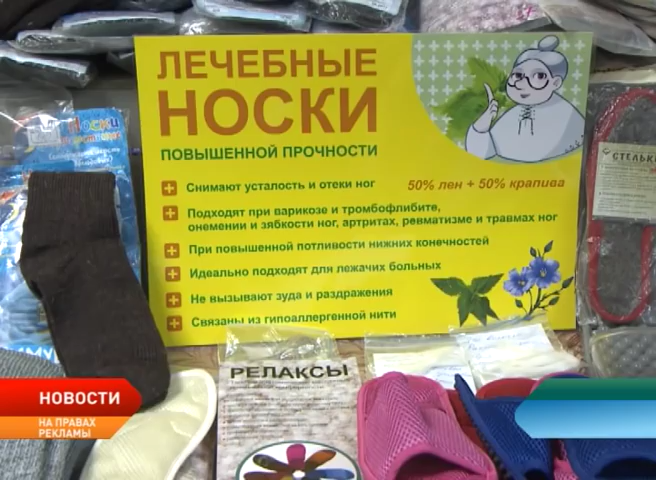 ЛЕЧЕБНЫЕ
НОСКИ
ПОВЫШЕННОЙ ПРОЧНОСТИ
Снимают усталость и отеки ног
50% лен + 50% крапива
Подходят при варикозе и тромбофлибите,
онемении и зябкости ног, артритах, ревматизме и травмах ног
При повышенной потливости нижних конечностей
Идеально подходят для лежачих больных
Не вызывают зуда и раздражения
Связаны из гипоаллергенной нити
Носки
СТЕЛЬКИ
РЕЛАКСЫ
НОВОСТИ
НА ПРАВАХ
РЕКЛАМЫ